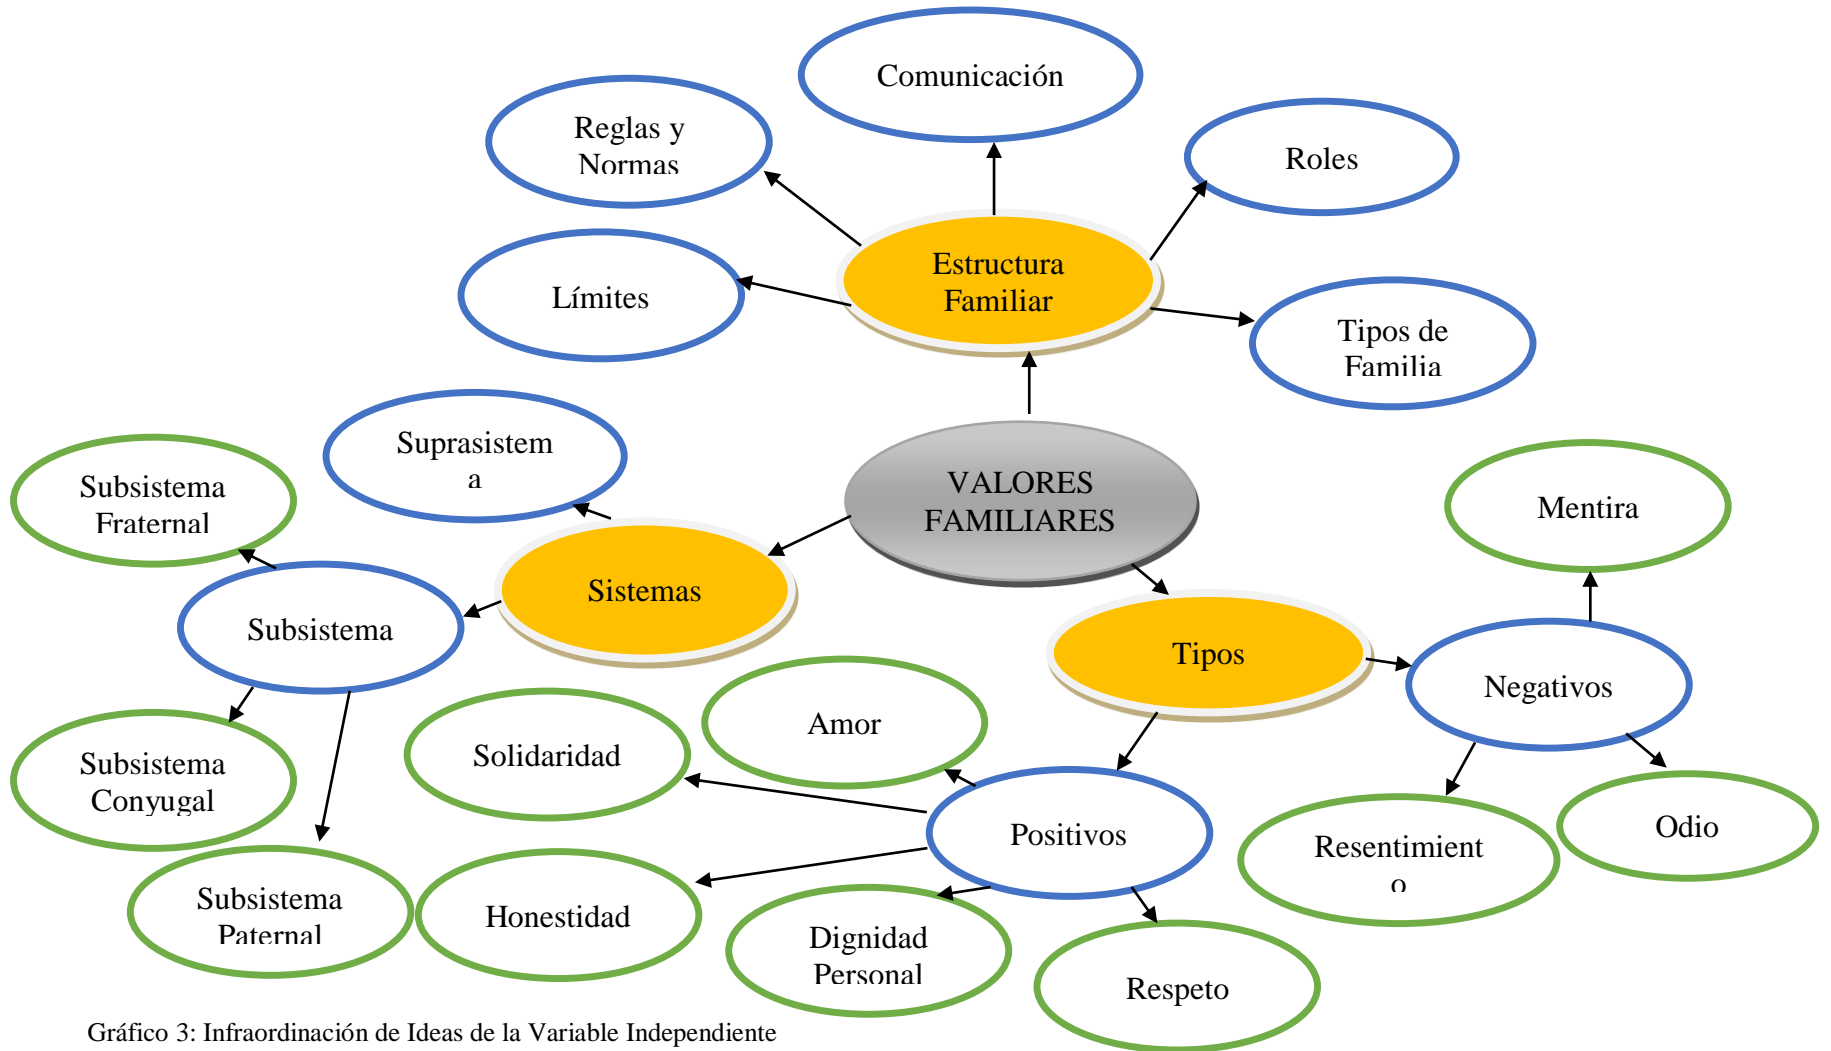 Comunicación
Reglas y
Normas
Roles
Estructura
Familiar
Límites
Tipos de
Familia
Suprasistem
a
VALORES
FAMILIARES
Subsistema
Fraternal
Mentira
Sistemas
Subsistema
Tipos
Negativos
Amor
Solidaridad
Subsistema
Conyugal
Positivos
Odio
Resentimient
o
Subsistema
Paternal
Honestidad
Dignidad
Personal
Respeto
Gráfico 3: Infraordinación de Ideas de la Variable Independiente